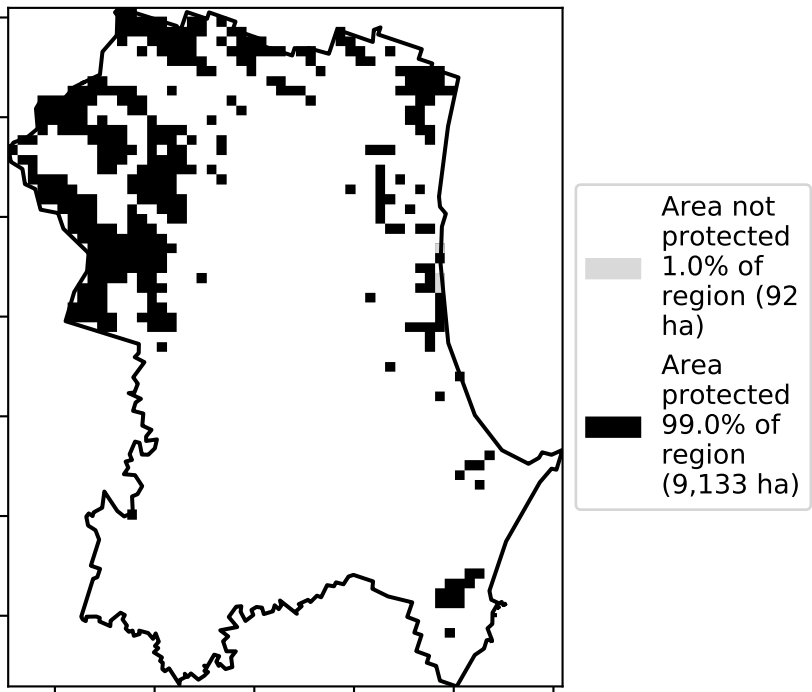 Area not
protected
1.0% of
region (92
ha)
Area
protected
99.0% of
region
(9,133 ha)